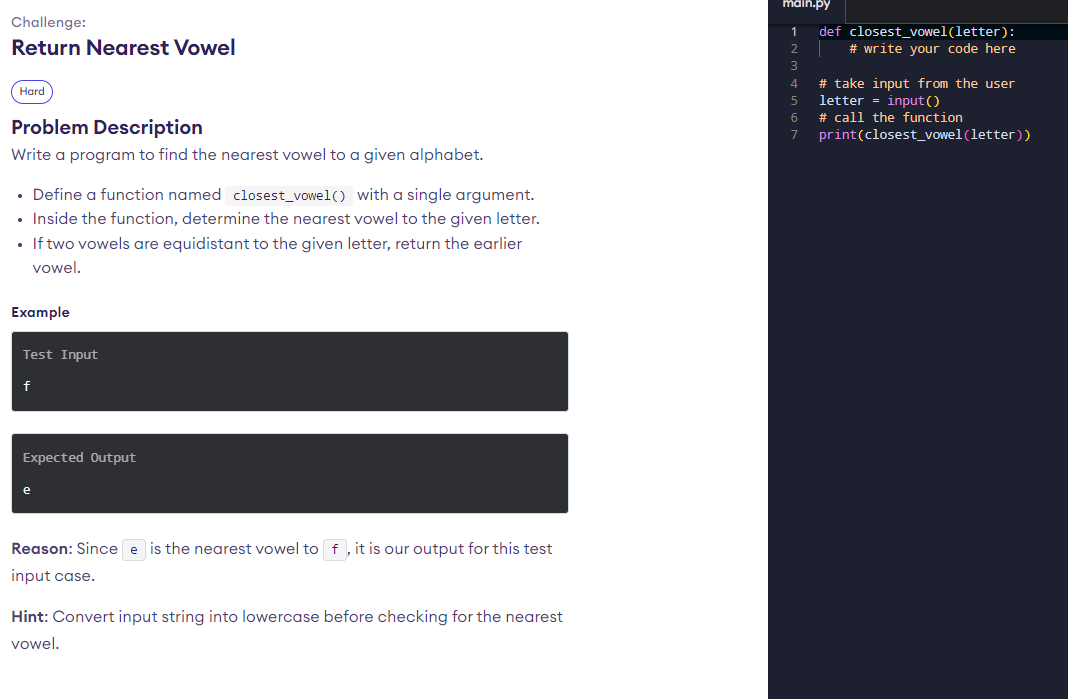 Challenge:
Return Nearest Vowel
Hard
Problem Description
Write a program to find the nearest vowel to a given alphabet.
• Define a function named closest_vowel() with a single argument.
• Inside the function, determine the nearest vowel to the given letter.
• If two vowels are equidistant to the given letter, return the earlier
vowel.
Example
Test Input
f
Expected Output
e
Reason: Since e is the nearest vowel to f, it is our output for this test
input case.
Hint: Convert input string into lowercase before checking for the nearest
vowel.
main.py
1 def closest_vowel(letter):
2     # write your code here
3
4 # take input from the user
5 letter = input()
6 # call the function
7 print(closest_vowel(letter))